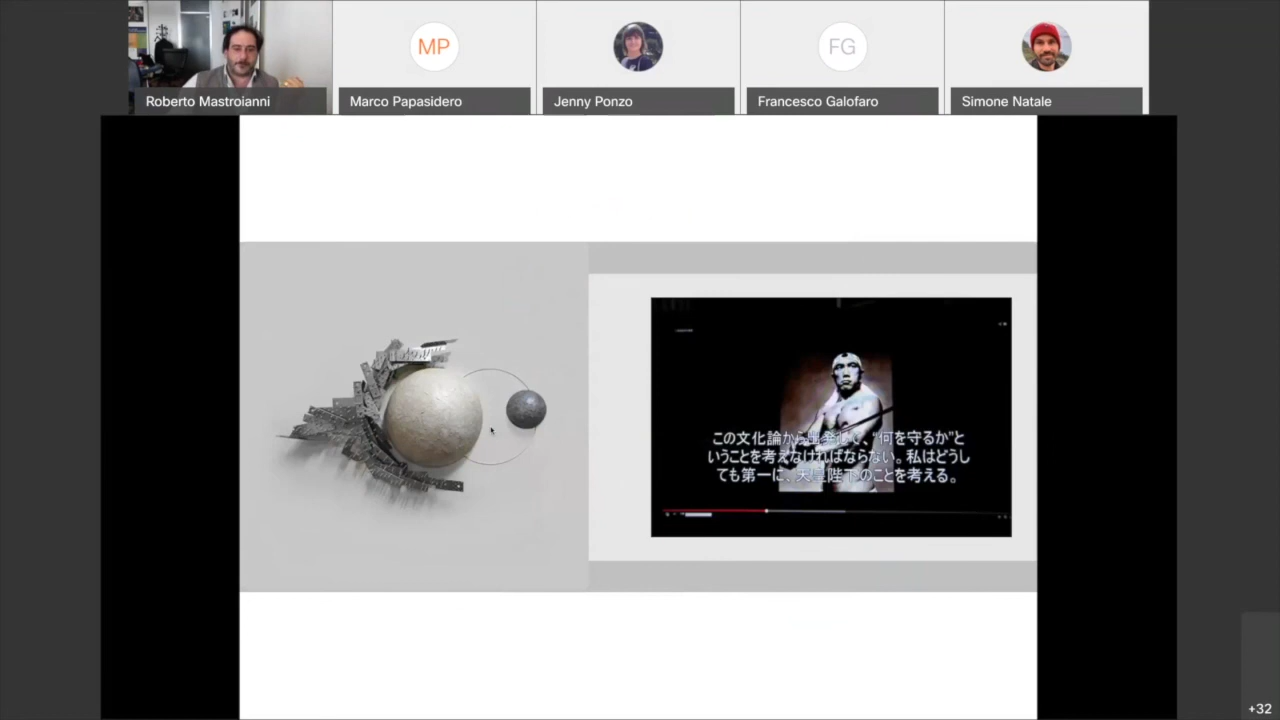 Roberto Mastroianni
MP
Marco Papasidero
Jenny Ponzo
FG
Francesco Galofaro
Simone Natale
この文化論から出発して、“何を守るか”と
いうことを考えなければならない。私はどうし
ても第一に、天皇陛下のことを考える。
+32